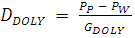 D_DOLY = (P_P − P_W) / G_DOLY